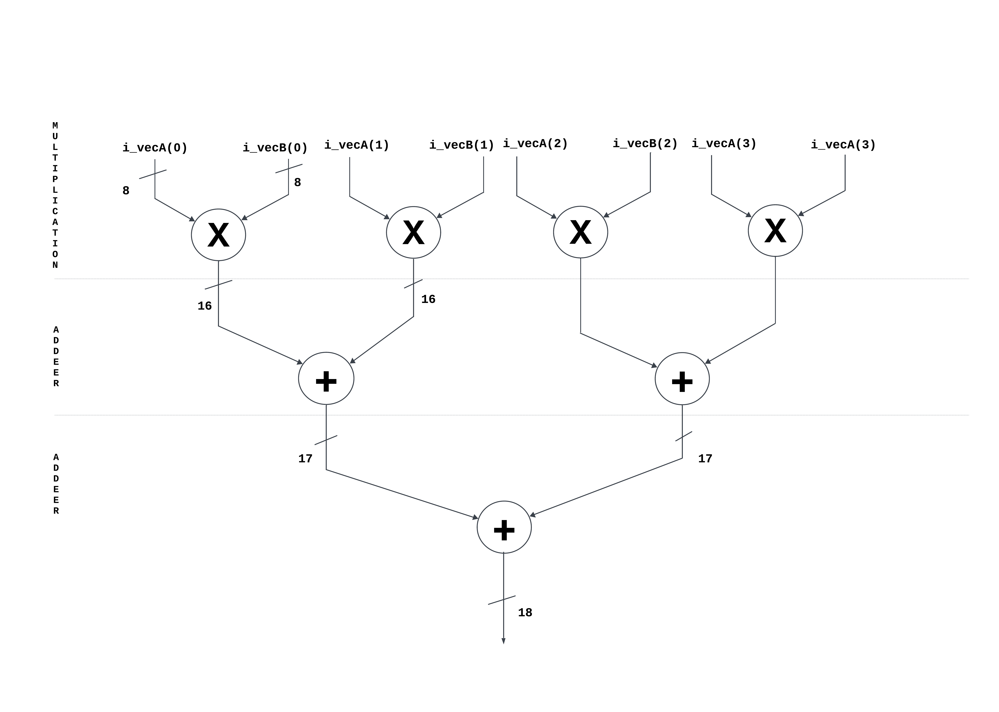 MULTIPLICATION
i_vecA(0)
i_vecB(0)
i_vecA(1)
i_vecB(1)
i_vecA(2)
i_vecB(2)
i_vecA(3)
i_vecA(3)
8
8
X
X
X
X
16
16
ADDEER
+
+
17
17
ADDEER
+
18